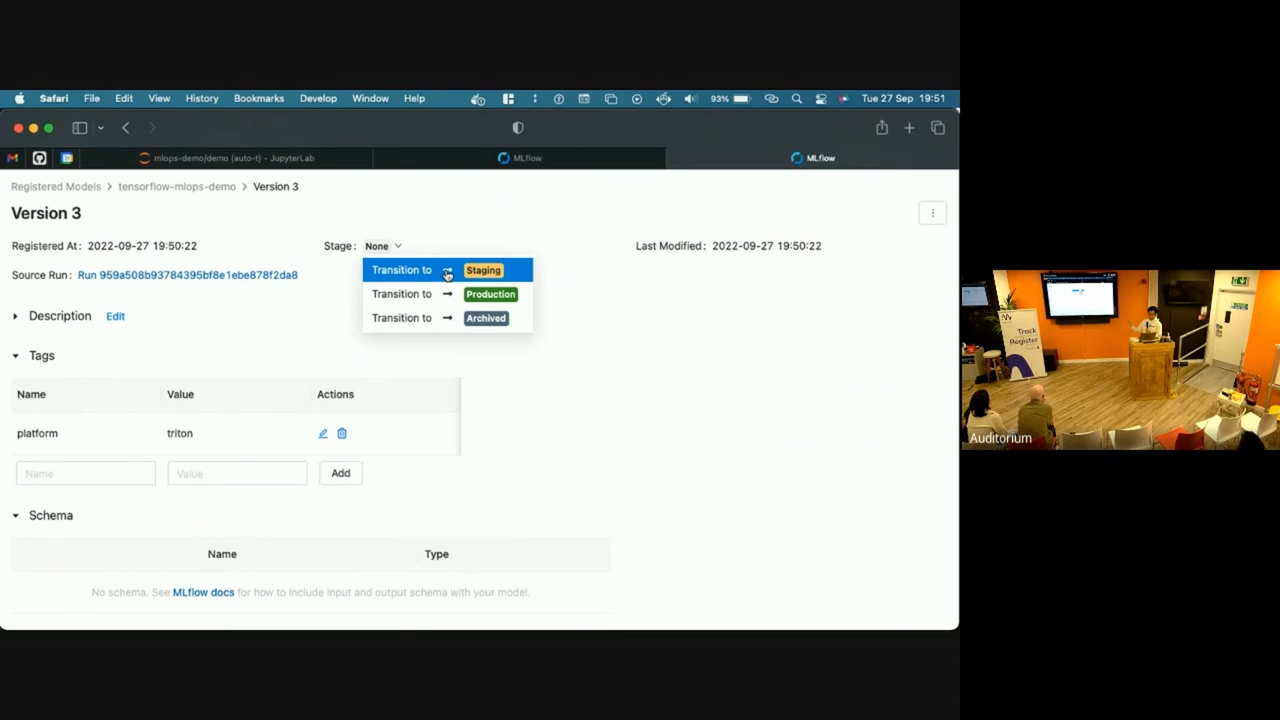 Safari File Edit View History Bookmarks Develop Window Help 93% Tue 27 Sep 19:51
mlops-demo/demo (auto-t) - JupyterLab MLflow MLflow
Registered Models > tensorflow-mlops-demo > Version 3
Version 3
Registered At: 2022-09-27 19:50:22 Stage: None Last Modified: 2022-09-27 19:50:22
Source Run: Run 959a508b93784395bf8e1ebe878f2da8
Transition to → Staging
Transition to → Production
Transition to → Archived
Description Edit
Tags
Name Value Actions
platform triton
Name Value Add
Schema
Name Type
No schema. See MLflow docs for how to include input and output schema with your model.
Track
Register
Auditorium